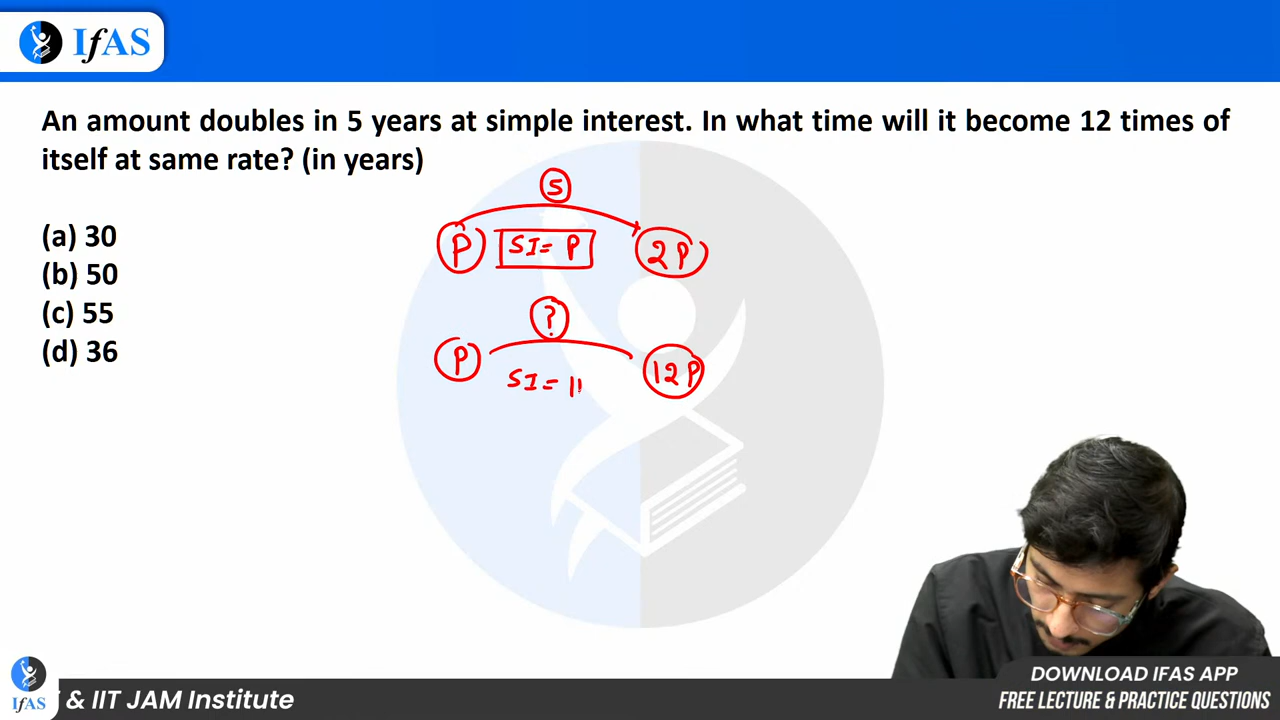 IfAS
An amount doubles in 5 years at simple interest. In what time will it become 12 times of
itself at same rate? (in years)
5
P SI = P 2P
(a) 30
(b) 50
(c) 55
(d) 36
?
P 12P
SI = 11
IfAS
& IIT JAM Institute
DOWNLOAD IFAS APP
FREE LECTURE & PRACTICE QUESTIONS